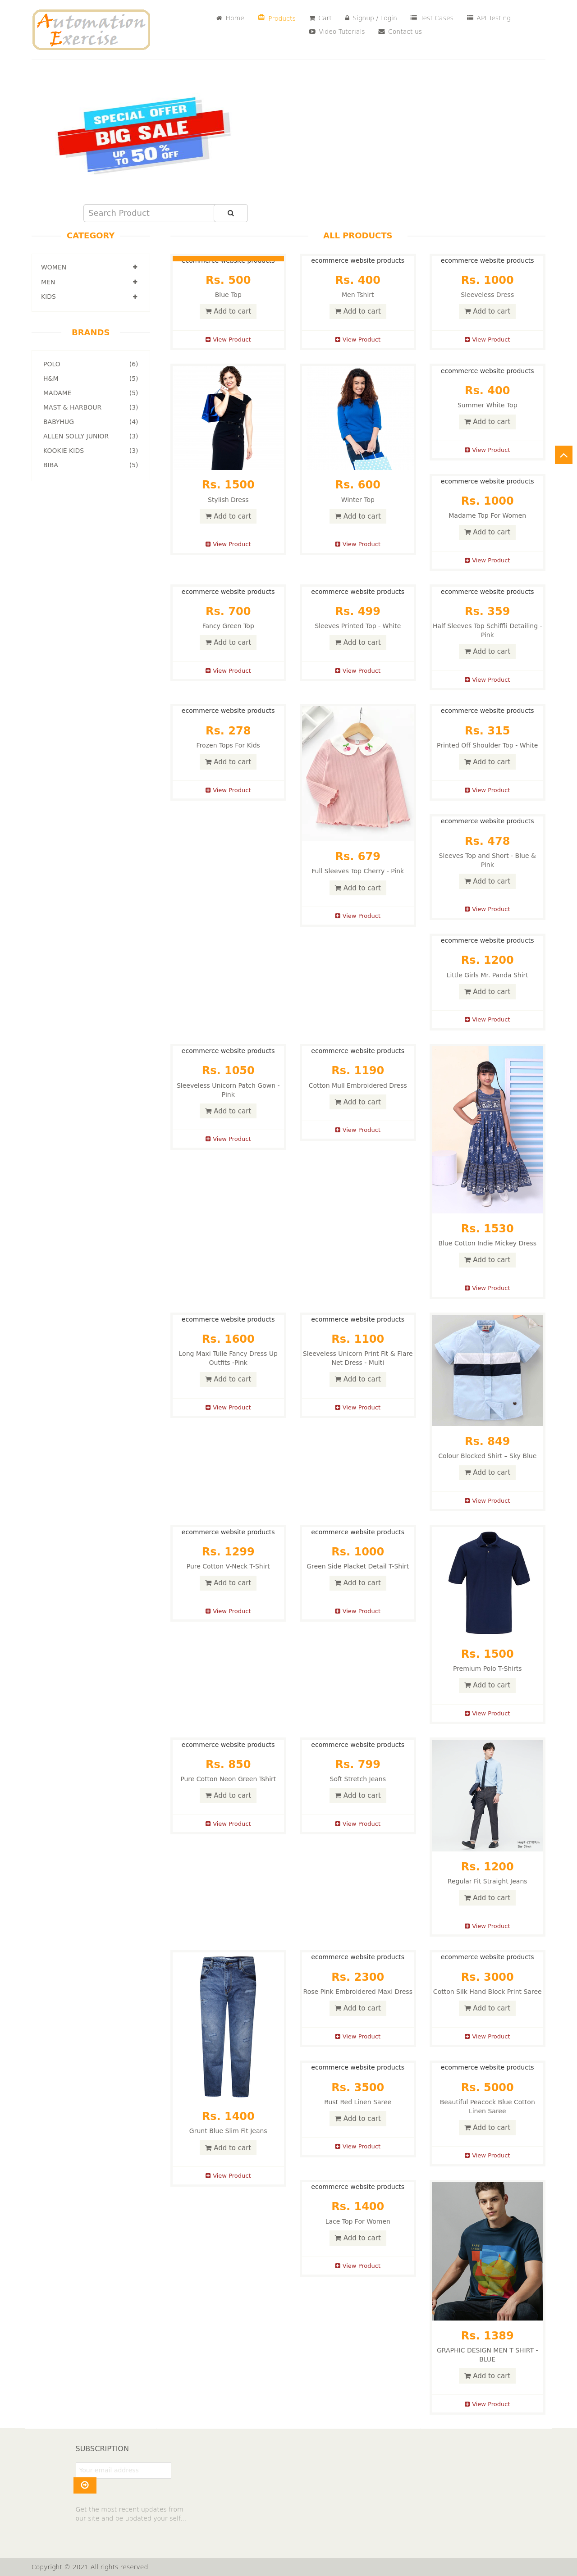 Automation
Exercise
Home
Products
Cart
Signup / Login
Test Cases
API Testing
Video Tutorials
Contact us
SPECIAL OFFER
BIG SALE
UP TO 50% OFF
Search Product
CATEGORY
WOMEN
MEN
KIDS
BRANDS
POLO (6)
H&M (5)
MADAME (5)
MAST & HARBOUR (3)
BABYHUG (4)
ALLEN SOLLY JUNIOR (3)
KOOKIE KIDS (3)
BIBA (5)
ALL PRODUCTS
ecommerce website products
Rs. 500
Blue Top
Add to cart
View Product
ecommerce website products
Rs. 400
Men Tshirt
Add to cart
View Product
ecommerce website products
Rs. 1000
Sleeveless Dress
Add to cart
View Product
Rs. 1500
Stylish Dress
Add to cart
View Product
Rs. 600
Winter Top
Add to cart
View Product
ecommerce website products
Rs. 400
Summer White Top
Add to cart
View Product
ecommerce website products
Rs. 1000
Madame Top For Women
Add to cart
View Product
ecommerce website products
Rs. 700
Fancy Green Top
Add to cart
View Product
ecommerce website products
Rs. 499
Sleeves Printed Top - White
Add to cart
View Product
ecommerce website products
Rs. 359
Half Sleeves Top Schiffli Detailing -
Pink
Add to cart
View Product
ecommerce website products
Rs. 278
Frozen Tops For Kids
Add to cart
View Product
Rs. 679
Full Sleeves Top Cherry - Pink
Add to cart
View Product
ecommerce website products
Rs. 315
Printed Off Shoulder Top - White
Add to cart
View Product
ecommerce website products
Rs. 478
Sleeves Top and Short - Blue &
Pink
Add to cart
View Product
ecommerce website products
Rs. 1200
Little Girls Mr. Panda Shirt
Add to cart
View Product
ecommerce website products
Rs. 1050
Sleeveless Unicorn Patch Gown -
Pink
Add to cart
View Product
ecommerce website products
Rs. 1190
Cotton Mull Embroidered Dress
Add to cart
View Product
Rs. 1530
Blue Cotton Indie Mickey Dress
Add to cart
View Product
ecommerce website products
Rs. 1600
Long Maxi Tulle Fancy Dress Up
Outfits -Pink
Add to cart
View Product
ecommerce website products
Rs. 1100
Sleeveless Unicorn Print Fit & Flare
Net Dress - Multi
Add to cart
View Product
Rs. 849
Colour Blocked Shirt – Sky Blue
Add to cart
View Product
ecommerce website products
Rs. 1299
Pure Cotton V-Neck T-Shirt
Add to cart
View Product
ecommerce website products
Rs. 1000
Green Side Placket Detail T-Shirt
Add to cart
View Product
Rs. 1500
Premium Polo T-Shirts
Add to cart
View Product
ecommerce website products
Rs. 850
Pure Cotton Neon Green Tshirt
Add to cart
View Product
ecommerce website products
Rs. 799
Soft Stretch Jeans
Add to cart
View Product
Rs. 1200
Regular Fit Straight Jeans
Add to cart
View Product
Rs. 1400
Grunt Blue Slim Fit Jeans
Add to cart
View Product
ecommerce website products
Rs. 2300
Rose Pink Embroidered Maxi Dress
Add to cart
View Product
ecommerce website products
Rs. 3000
Cotton Silk Hand Block Print Saree
Add to cart
View Product
ecommerce website products
Rs. 3500
Rust Red Linen Saree
Add to cart
View Product
ecommerce website products
Rs. 5000
Beautiful Peacock Blue Cotton
Linen Saree
Add to cart
View Product
ecommerce website products
Rs. 1400
Lace Top For Women
Add to cart
View Product
Rs. 1389
GRAPHIC DESIGN MEN T SHIRT -
BLUE
Add to cart
View Product
SUBSCRIPTION
Your email address
Get the most recent updates from
our site and be updated your self...
Copyright © 2021 All rights reserved